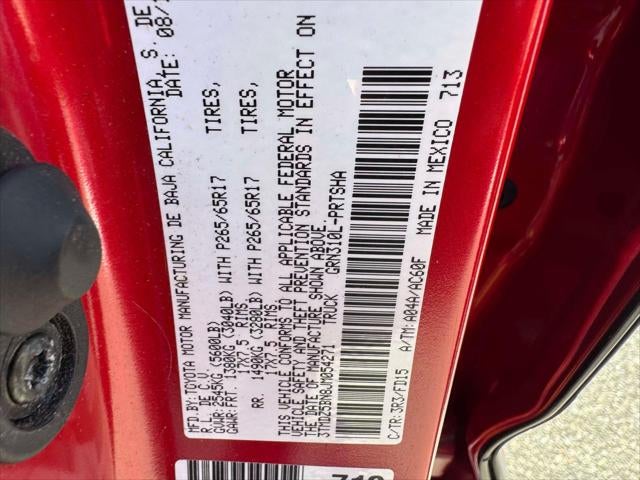 MFD.BY: TOYOTA MOTOR MANUFACTURING DE BAJA CALIFORNIA, S. DE
R.L. DE C.V. DATE: 08/
GVWR: 2545KG (5600LB)
GAWR: FRT. 1380KG (3040LB) WITH P265/65R17 TIRES,
17X7.5 RIMS,
RR. 1490KG (3280LB) WITH P265/65R17 TIRES,
17X7.5 RIMS,
THIS VEHICLE CONFORMS TO ALL APPLICABLE FEDERAL MOTOR
VEHICLE SAFETY AND THEFT PREVENTION STANDARDS IN EFFECT ON
THE DATE OF MANUFACTURE SHOWN ABOVE.
TRUCK GRN310L-PRTSHA
C/TR: 3R3/FD15 A/TM: A04A/AC60F MADE IN MEXICO 713